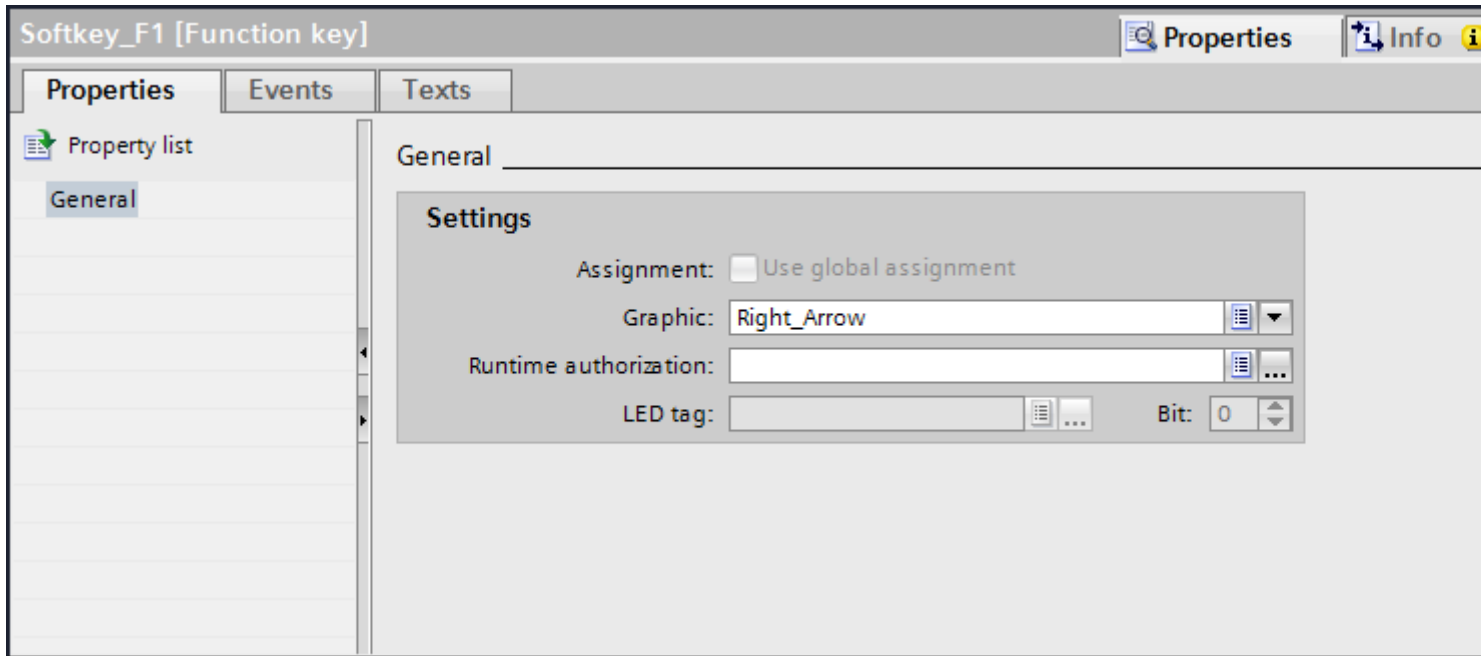 Softkey_F1 [Function key] Properties Info
Properties Events Texts
Property list
General
General
Settings
Assignment: Use global assignment
Graphic: Right_Arrow
Runtime authorization: ...
LED tag: ... Bit: 0